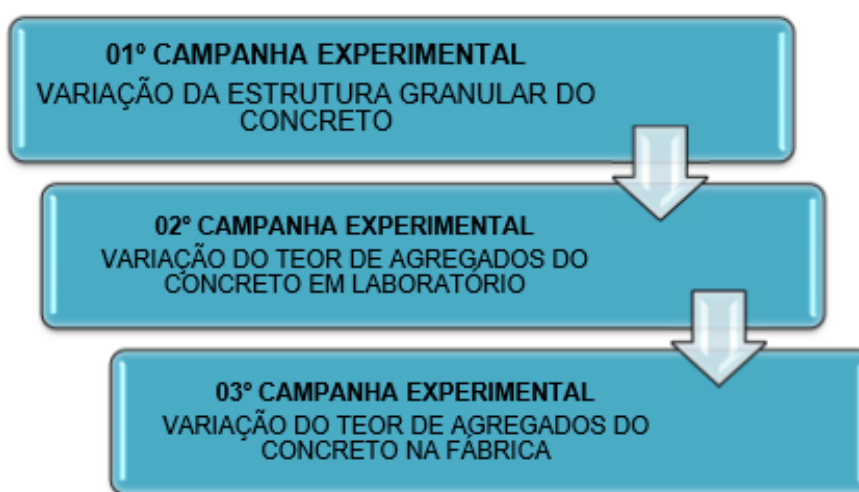 01º CAMPANHA EXPERIMENTAL
VARIAÇÃO DA ESTRUTURA GRANULAR DO
CONCRETO
02º CAMPANHA EXPERIMENTAL
VARIAÇÃO DO TEOR DE AGREGADOS DO
CONCRETO EM LABORATÓRIO
03º CAMPANHA EXPERIMENTAL
VARIAÇÃO DO TEOR DE AGREGADOS DO
CONCRETO NA FÁBRICA